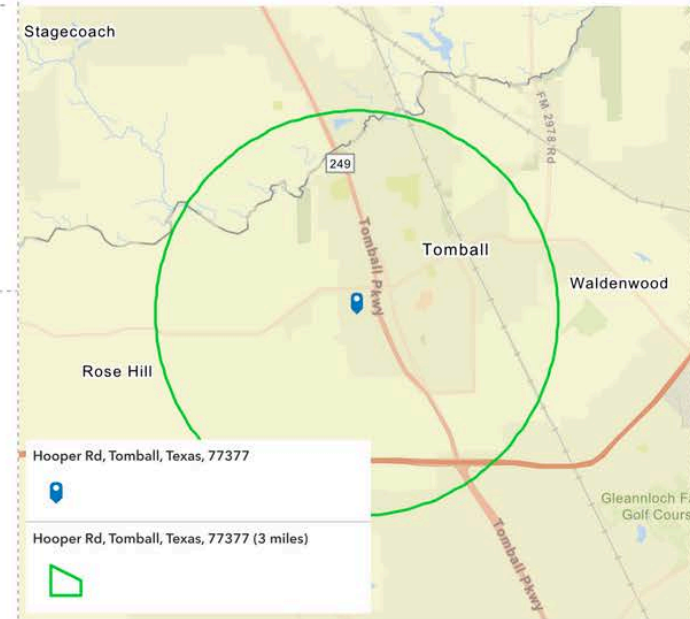 Stagecoach
FM 2978 Rd
249
Tomball Pkwy
Tomball
Waldenwood
Rose Hill
Hooper Rd, Tomball, Texas, 77377
Hooper Rd, Tomball, Texas, 77377 (3 miles)
Gleannloch
Golf
Tomball Pkwy